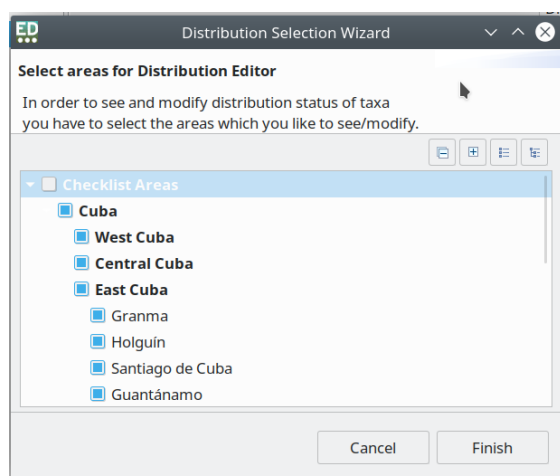 ED
Distribution Selection Wizard
Select areas for Distribution Editor
In order to see and modify distribution status of taxa
you have to select the areas which you like to see/modify.
Checklist Areas
Cuba
West Cuba
Central Cuba
East Cuba
Granma
Holguín
Santiago de Cuba
Guantánamo
Cancel
Finish